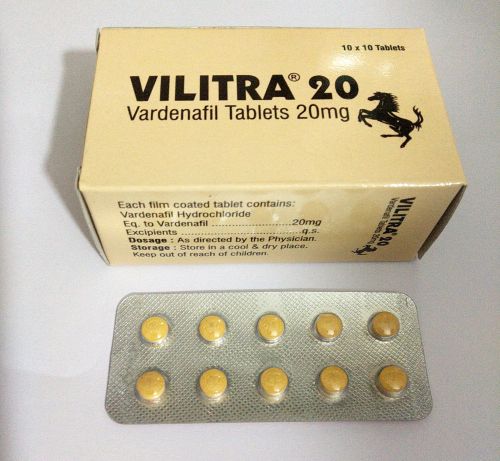 10 x 10 Tablets
VILITRA® 20
Vardenafil Tablets 20mg
Each film coated tablet contains:
Vardenafil Hydrochloride
Eq. to Vardenafil ........................20mg
Excipients ...................................q.s.
Dosage : As directed by the Physician.
Storage : Store in a cool & dry place.
Keep out of reach of children.
VILITRA® 20
Vardenafil Tablets 20mg